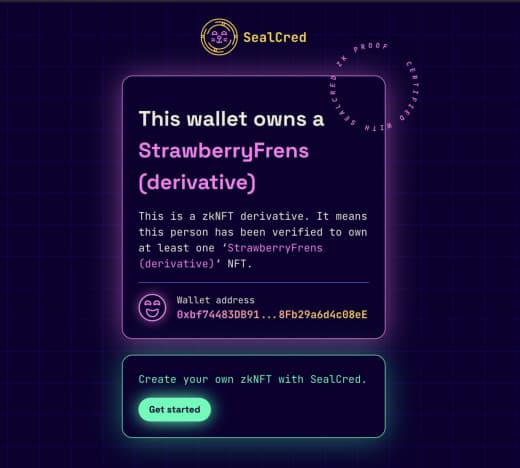 SealCred
ZK PROOF CERTIFIED WITH SEALCRED
This wallet owns a
StrawberryFrens
(derivative)
This is a zkNFT derivative. It means
this person has been verified to own
at least one ‘StrawberryFrens
(derivative)‘ NFT.
Wallet address
0xbf74483DB91...8Fb29a6d4c08eE
Create your own zkNFT with SealCred.
Get started